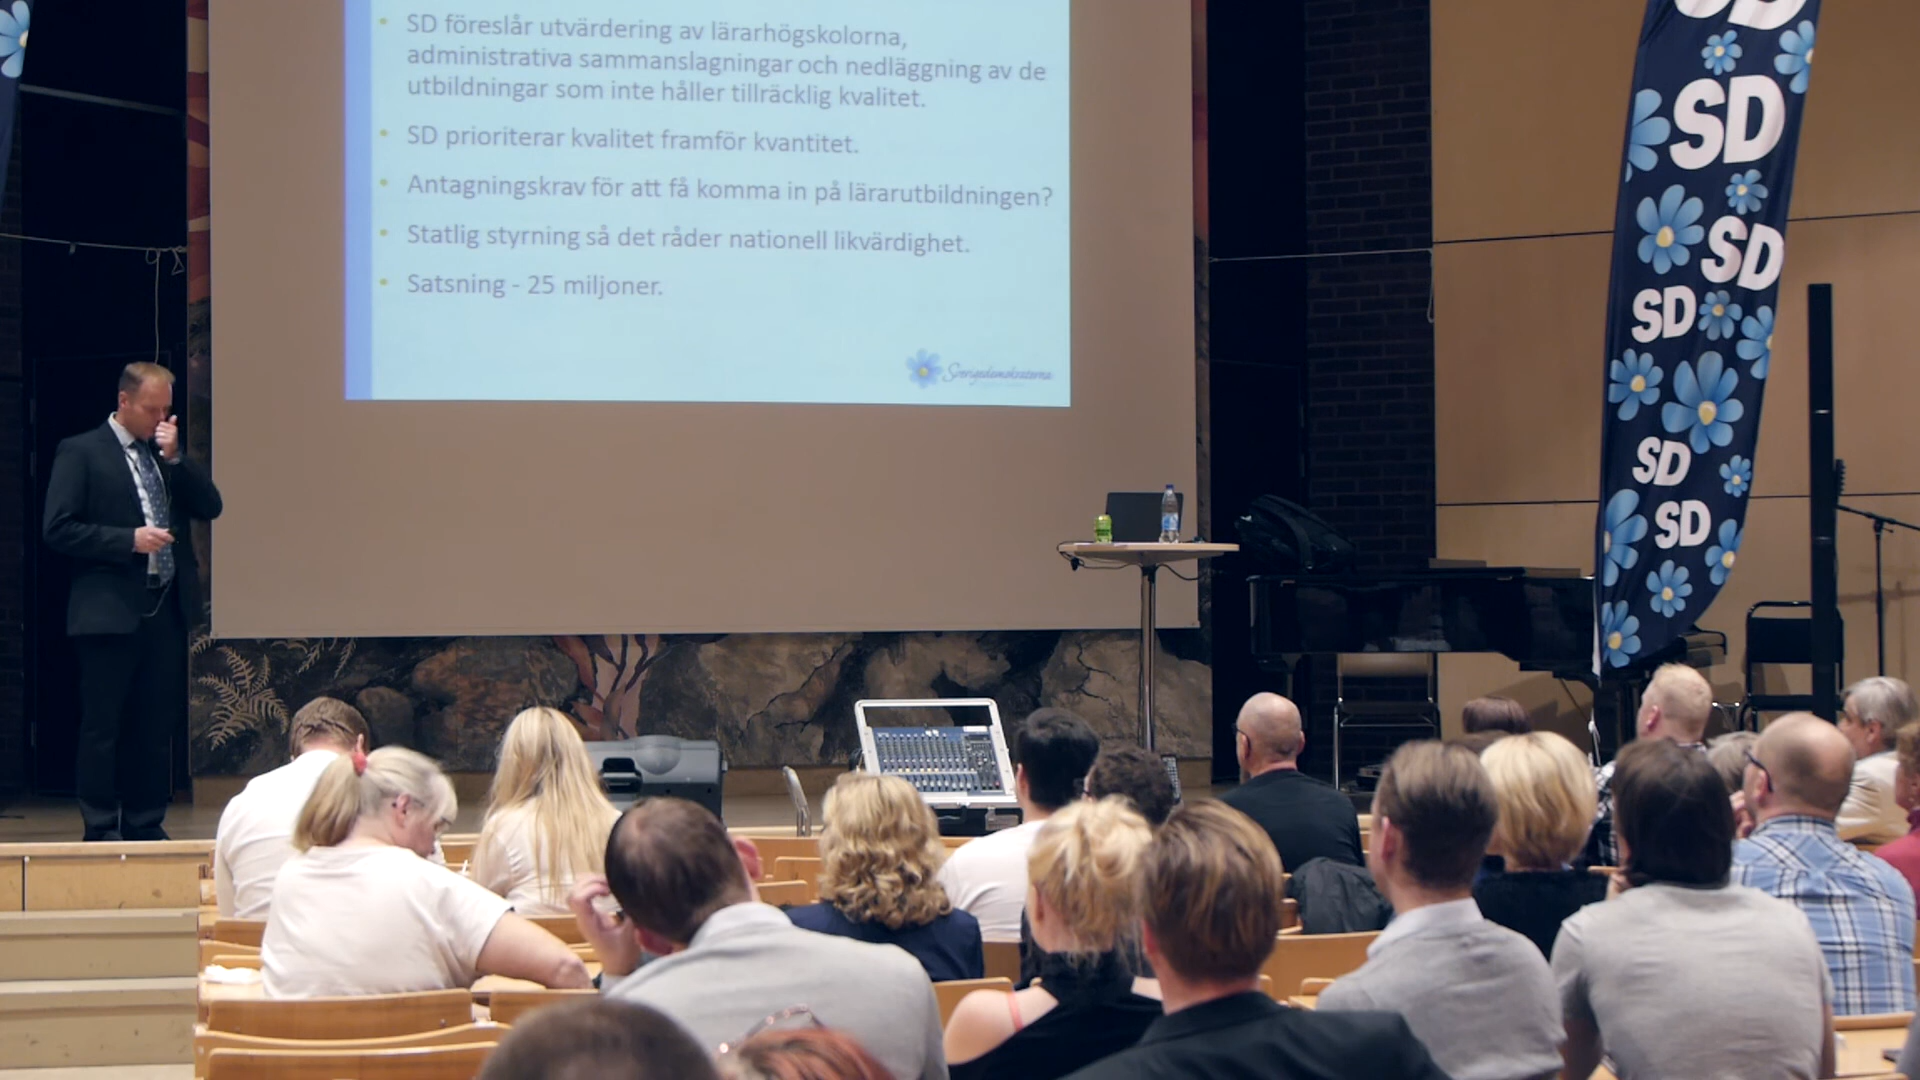 SD föreslår utvärdering av lärarhögskolorna,
administrativa sammanslagningar och nedläggning av de
utbildningar som inte håller tillräcklig kvalitet.
SD prioriterar kvalitet framför kvantitet.
Antagningskrav för att få komma in på lärarutbildningen?
Statlig styrning så det råder nationell likvärdighet.
Satsning - 25 miljoner.
Sverigedemokraterna
SD
SD
SD
SD
SD
SD